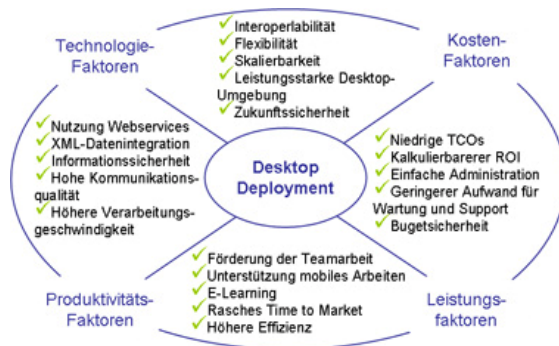 Technologie-
Faktoren
Interoperlabilität
Flexibilität
Skalierbarkeit
Leistungsstarke Desktop-
Umgebung
Zukunftssicherheit
Kosten-
Faktoren
Nutzung Webservices
XML-Datenintegration
Informationssicherheit
Hohe Kommunikations-
qualität
Höhere Verarbeitungs-
geschwindigkeit
Desktop
Deployment
Niedrige TCOs
Kalkulierbarerer ROI
Einfache Administration
Geringerer Aufwand für
Wartung und Support
Bugetsicherheit
Produktivitäts-
Faktoren
Förderung der Teamarbeit
Unterstützung mobiles Arbeiten
E-Learning
Rasches Time to Market
Höhere Effizienz
Leistungs-
faktoren